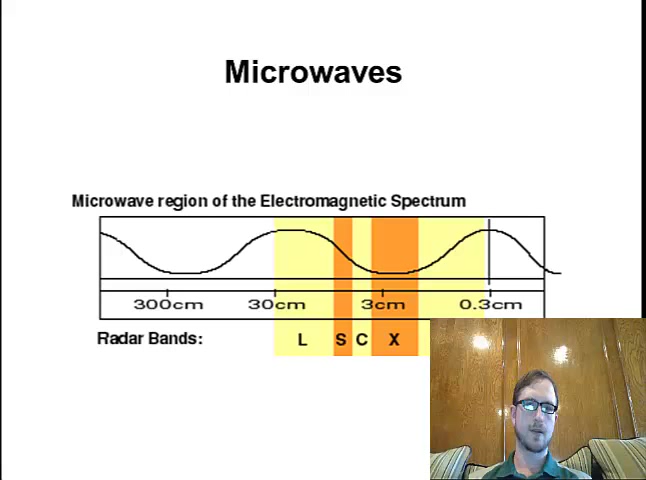 Microwaves
Microwave region of the Electromagnetic Spectrum
300cm 30cm 3cm 0.3cm
Radar Bands: L S C X